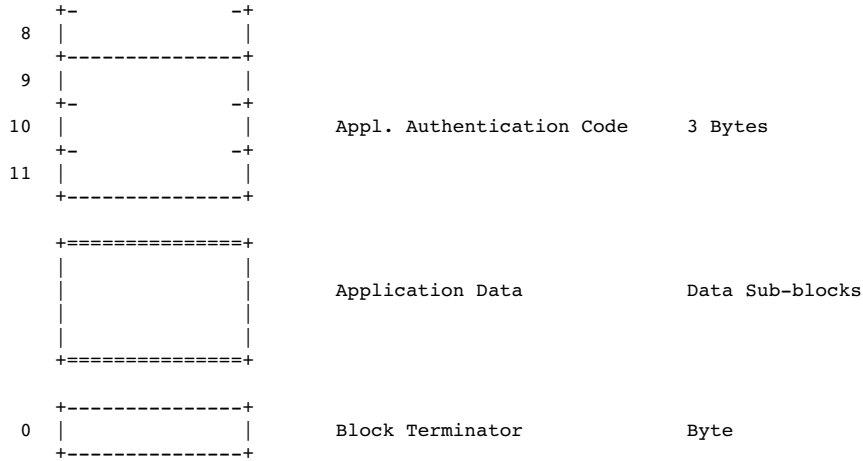 +-             -+
 8   |               |
     +---------------+
 9   |               |
     +-             -+
10   |               |       Appl. Authentication Code     3 Bytes
     +-             -+
11   |               |
     +---------------+

     +===============+
     |               |
     |               |       Application Data              Data Sub-blocks
     |               |
     |               |
     +===============+

     +---------------+
 0   |               |       Block Terminator              Byte
     +---------------+